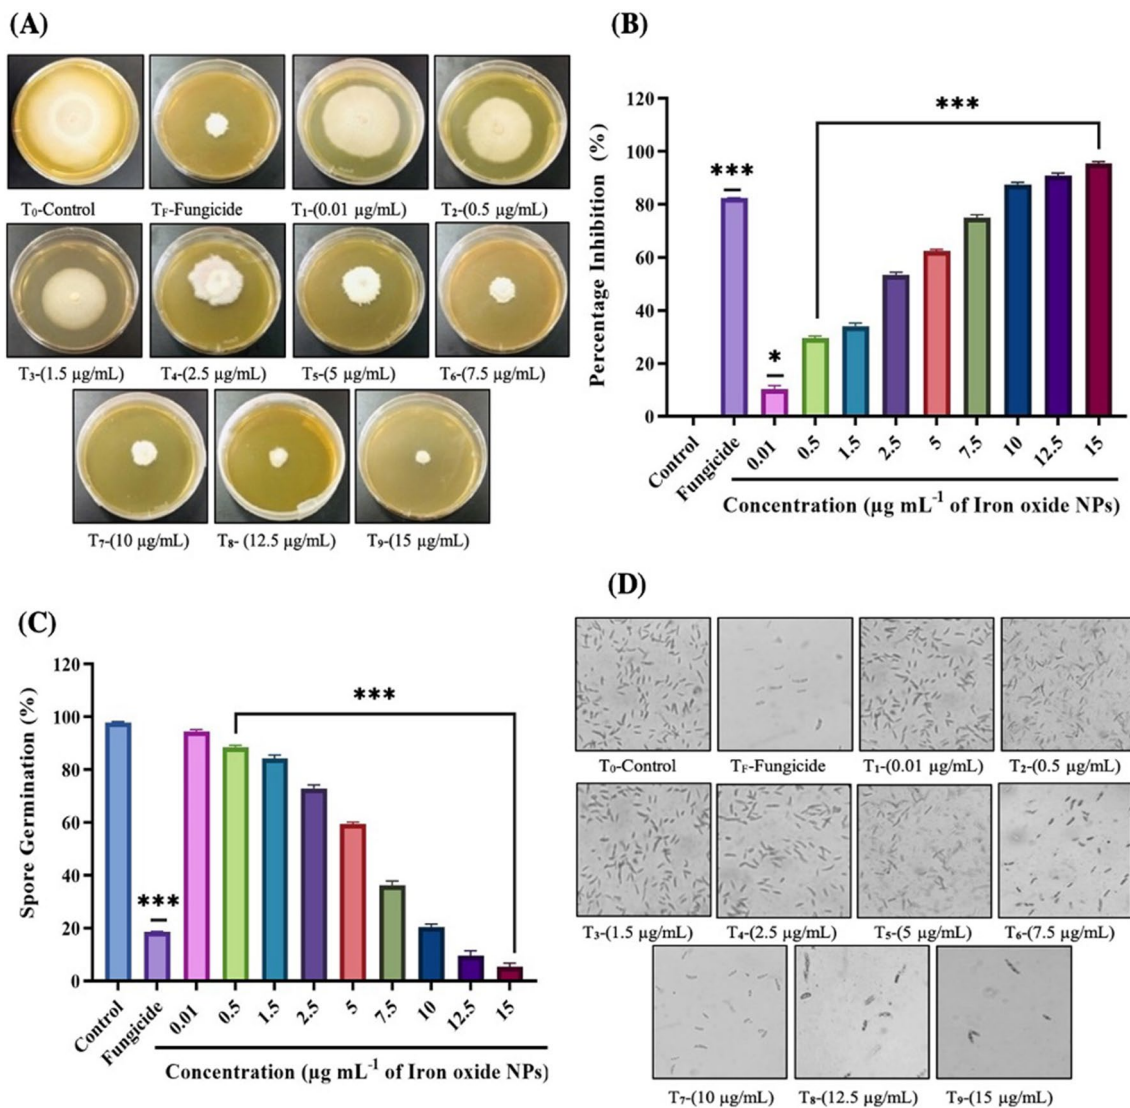 (A)
T₀-Control T_F-Fungicide T₁-(0.01 µg/mL) T₂-(0.5 µg/mL)
T₃-(1.5 µg/mL) T₄-(2.5 µg/mL) T₅-(5 µg/mL) T₆-(7.5 µg/mL)
T₇-(10 µg/mL) T₈- (12.5 µg/mL) T₉-(15 µg/mL)
(B)
Percentage Inhibition (%)
120
100
80
60
40
20
0
***
*
***
Control Fungicide 0.01 0.5 1.5 2.5 5 7.5 10 12.5 15
Concentration (µg mL⁻¹ of Iron oxide NPs)
(C)
Spore Germination (%)
120
100
80
60
40
20
0
***
***
Control Fungicide 0.01 0.5 1.5 2.5 5 7.5 10 12.5 15
Concentration (µg mL⁻¹ of Iron oxide NPs)
(D)
T₀-Control T_F-Fungicide T₁-(0.01 µg/mL) T₂-(0.5 µg/mL)
T₃-(1.5 µg/mL) T₄-(2.5 µg/mL) T₅-(5 µg/mL) T₆-(7.5 µg/mL)
T₇-(10 µg/mL) T₈-(12.5 µg/mL) T₉-(15 µg/mL)